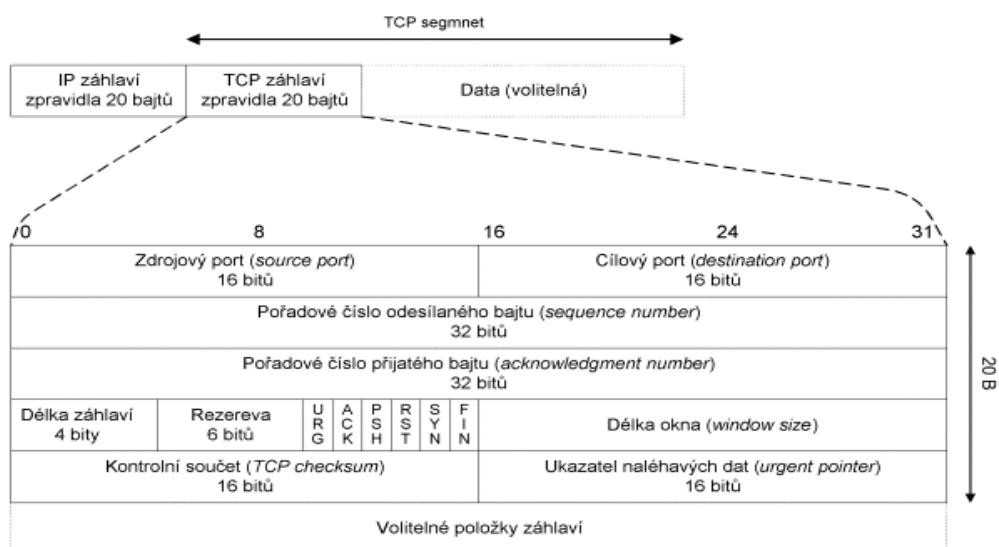 TCP segmnet
IP záhlaví
zpravidla 20 bajtů
TCP záhlaví
zpravidla 20 bajtů
Data (volitelná)
0 8 16 24 31
Zdrojový port (source port)
16 bitů
Cílový port (destination port)
16 bitů
Pořadové číslo odesílaného bajtu (sequence number)
32 bitů
Pořadové číslo přijatého bajtu (acknowledgment number)
32 bitů
Délka záhlaví
4 bity
Rezereva
6 bitů
URG
ACK
PSH
RST
SYN
FIN
Délka okna (window size)
Kontrolní součet (TCP checksum)
16 bitů
Ukazatel naléhavých dat (urgent pointer)
16 bitů
Volitelné položky záhlaví
20 B